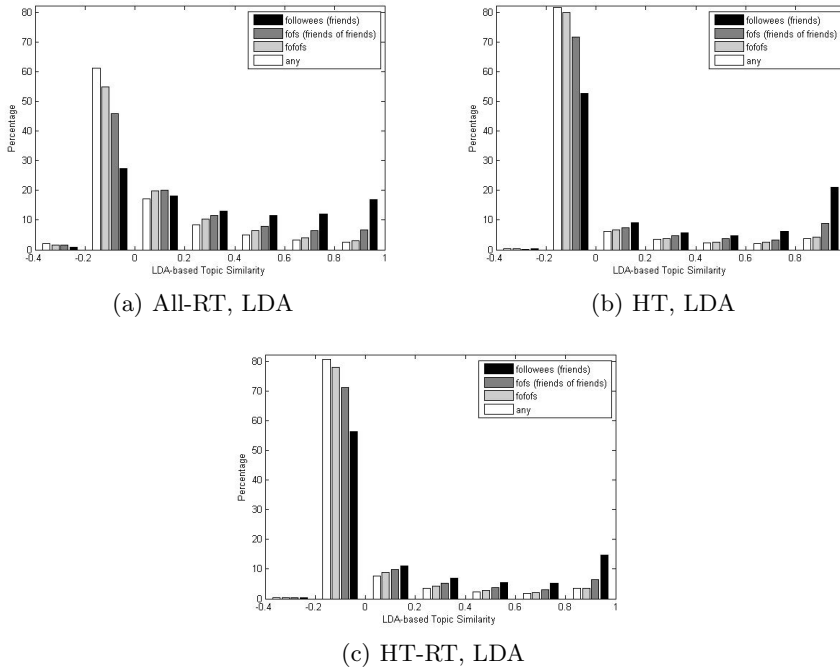 followees (friends)
fofs (friends of friends)
fofofs
any
80
70
60
50
40
30
20
10
0
Percentage
-0.4 -0.2 0 0.2 0.4 0.6 0.8 1
LDA-based Topic Similarity
(a) All-RT, LDA
followees (friends)
fofs (friends of friends)
fofofs
any
80
70
60
50
40
30
20
10
0
Percentage
-0.4 -0.2 0 0.2 0.4 0.6 0.8
LDA-based Topic Similarity
(b) HT, LDA
followees (friends)
fofs (friends of friends)
fofofs
any
80
70
60
50
40
30
20
10
0
Percentage
-0.4 -0.2 0 0.2 0.4 0.6 0.8 1
LDA-based Topic Similarity
(c) HT-RT, LDA